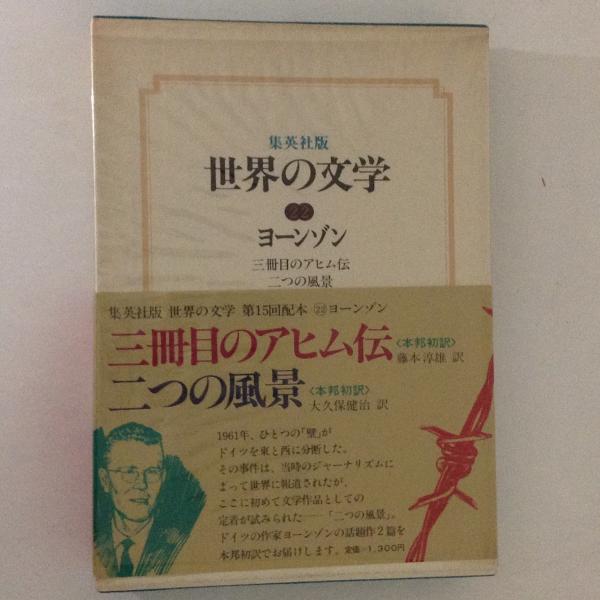 集英社版
世界の文学
22
ヨーンゾン
三冊目のアヒム伝
二つの風景
集英社版 世界の文学 第15回配本 ㉒ヨーンゾン
三冊目のアヒム伝〈本邦初訳〉藤本淳雄 訳
二つの風景〈本邦初訳〉大久保健治 訳
1961年、ひとつの「壁」が
ドイツを東と西に分断した。
その事件は、当時のジャーナリズムに
よって世界に報道されたが、
ここに初めて文学作品としての
定着が試みられた――「二つの風景」。
ドイツの作家ヨーンゾンの話題作2篇を
本邦初訳でお届けします。 定価=1,300円